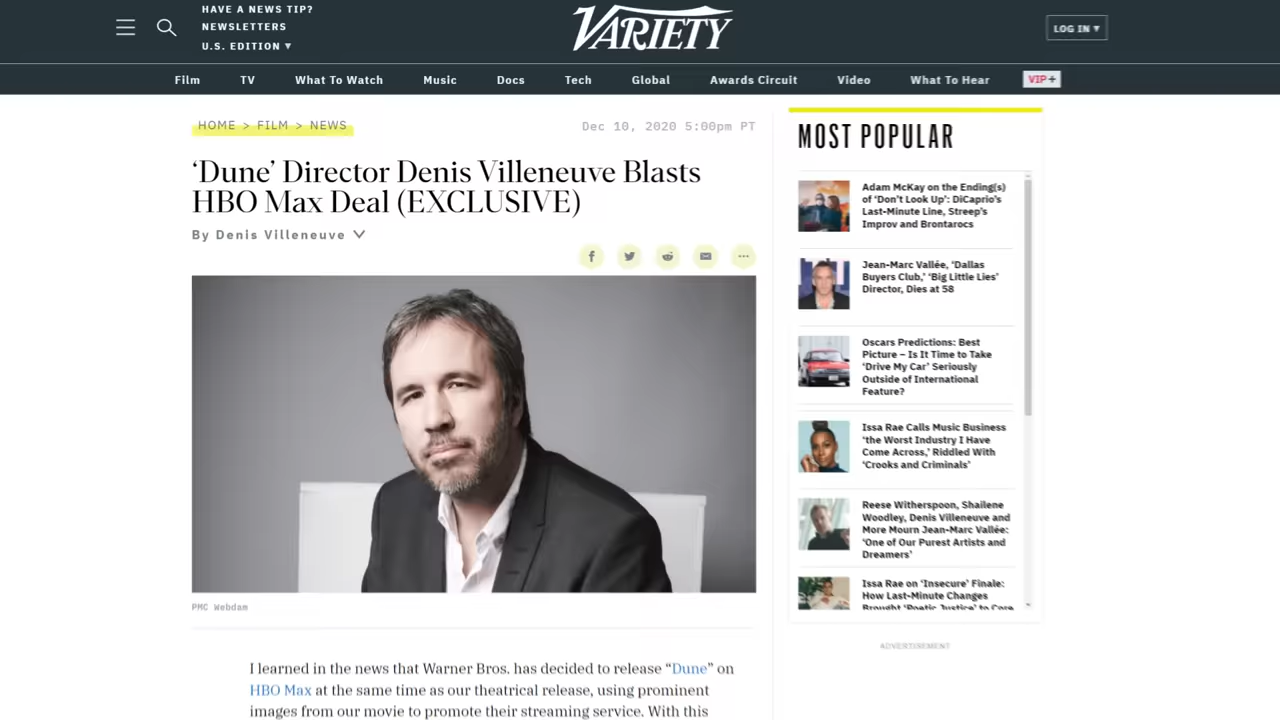 HAVE A NEWS TIP?
NEWSLETTERS
U.S. EDITION ▼
VARIETY
LOG IN ▼
Film TV What To Watch Music Docs Tech Global Awards Circuit Video What To Hear VIP+
HOME > FILM > NEWS
Dec 10, 2020 5:00pm PT
‘Dune’ Director Denis Villeneuve Blasts
HBO Max Deal (EXCLUSIVE)
By Denis Villeneuve
PMC Webdam
I learned in the news that Warner Bros. has decided to release “Dune” on
HBO Max at the same time as our theatrical release, using prominent
images from our movie to promote their streaming service. With this
MOST POPULAR
Adam McKay on the Ending(s)
of ‘Don’t Look Up’: DiCaprio’s
Last-Minute Line, Streep’s
Improv and Brontarocs
Jean-Marc Vallée, ‘Dallas
Buyers Club,’ ‘Big Little Lies’
Director, Dies at 58
Oscars Predictions: Best
Picture – Is It Time to Take
‘Drive My Car’ Seriously
Outside of International
Feature?
Issa Rae Calls Music Business
‘the Worst Industry I Have
Come Across,’ Riddled With
‘Crooks and Criminals’
Reese Witherspoon, Shailene
Woodley, Denis Villeneuve and
More Mourn Jean-Marc Vallée:
‘One of Our Purest Artists and
Dreamers’
Issa Rae on ‘Insecure’ Finale:
How Last-Minute Changes
Brought ‘Poetic Justice’ to Core
ADVERTISEMENT